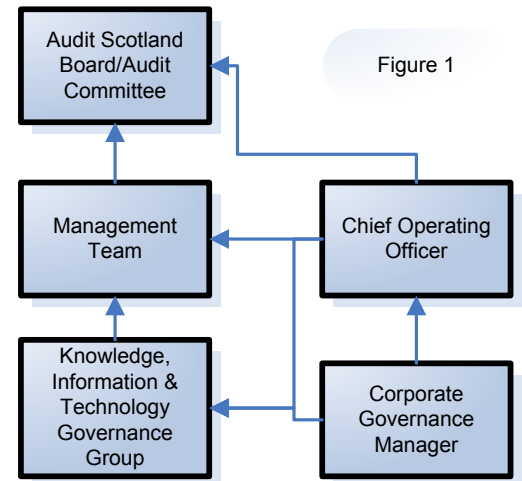 Audit Scotland
Board/Audit
Committee
Figure 1
Management
Team
Chief Operating
Officer
Knowledge,
Information &
Technology
Governance
Group
Corporate
Governance
Manager